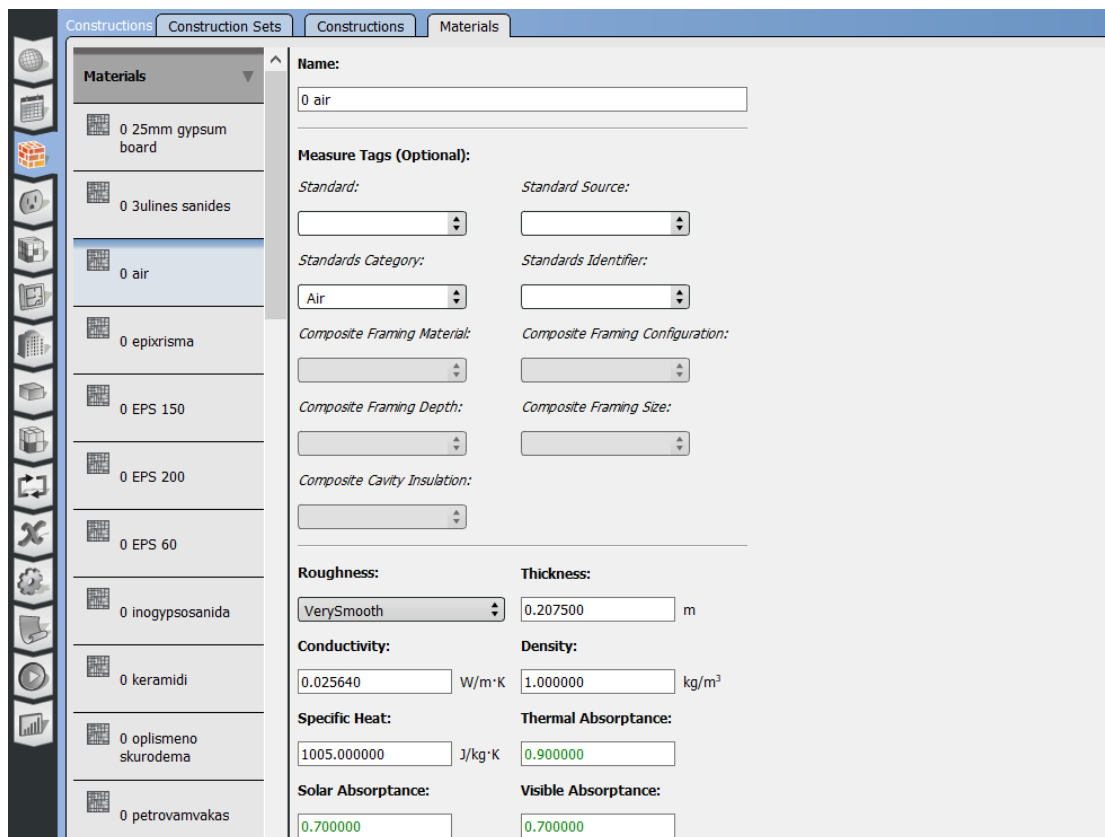 Constructions Construction Sets Constructions Materials
Materials
0 25mm gypsum
board
0 3ulines sanides
0 air
0 epixrisma
0 EPS 150
0 EPS 200
0 EPS 60
0 inogypsosanida
0 keramidi
0 oplismeno
skurodema
0 petrovamvakas
Name:
0 air
Measure Tags (Optional):
Standard: Standard Source:
Standards Category: Standards Identifier:
Air
Composite Framing Material: Composite Framing Configuration:
Composite Framing Depth: Composite Framing Size:
Composite Cavity Insulation:
Roughness: Thickness:
VerySmooth 0.207500 m
Conductivity: Density:
0.025640 W/m·K 1.000000 kg/m³
Specific Heat: Thermal Absorptance:
1005.000000 J/kg·K 0.900000
Solar Absorptance: Visible Absorptance:
0.700000 0.700000